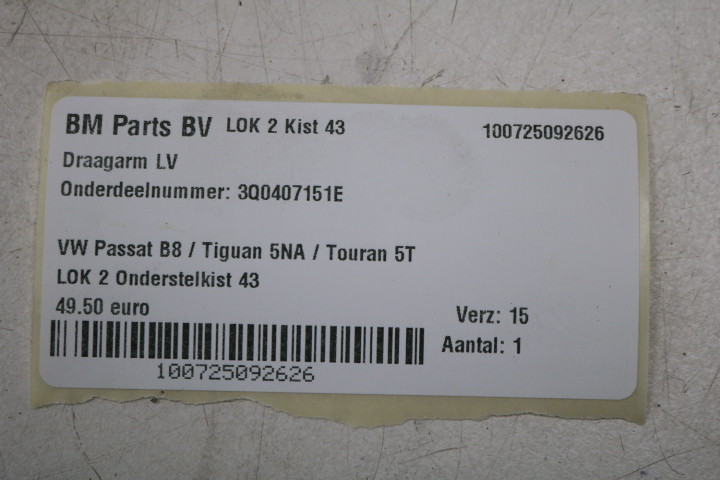 BM Parts BV LOK 2 Kist 43 100725092626
Draagarm LV
Onderdeelnummer: 3Q0407151E
VW Passat B8 / Tiguan 5NA / Touran 5T
LOK 2 Onderstelkist 43
49.50 euro Verz: 15
Aantal: 1
100725092626